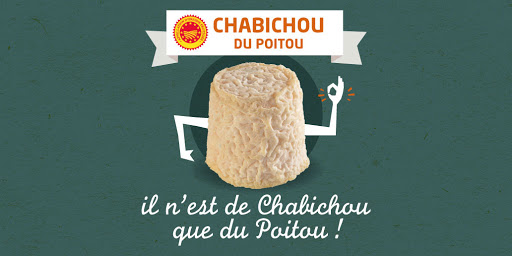 CHABICHOU
DU POITOU
il n'est de Chabichou
que du Poitou !